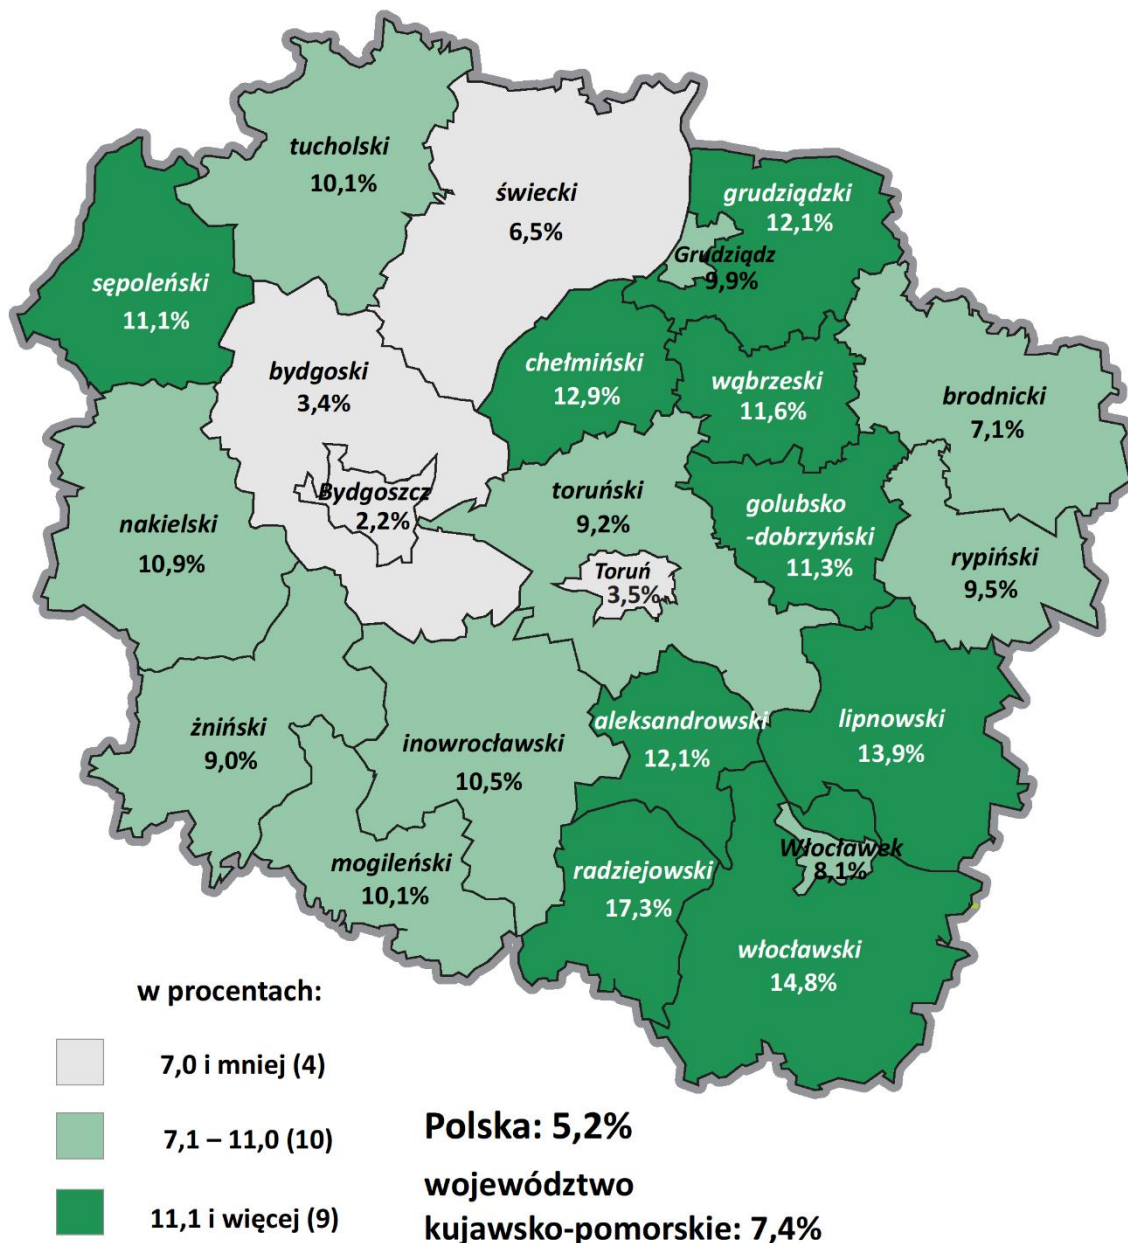 tucholski
10,1%
świecki
6,5%
grudziądzki
12,1%
Grudziądz
9,9%
sępoleński
11,1%
bydgoski
3,4%
chełmiński
12,9%
wąbrzeski
11,6%
brodnicki
7,1%
Bydgoszcz
2,2%
nakielski
10,9%
toruński
9,2%
golubsko
-dobrzyński
11,3%
rypiński
9,5%
Toruń
3,5%
żniński
9,0%
inowrocławski
10,5%
aleksandrowski
12,1%
lipnowski
13,9%
mogileński
10,1%
radziejowski
17,3%
Włocławek
8,1%
włocławski
14,8%
w procentach:
7,0 i mniej (4)
7,1 – 11,0 (10)
11,1 i więcej (9)
Polska: 5,2%
województwo
kujawsko-pomorskie: 7,4%